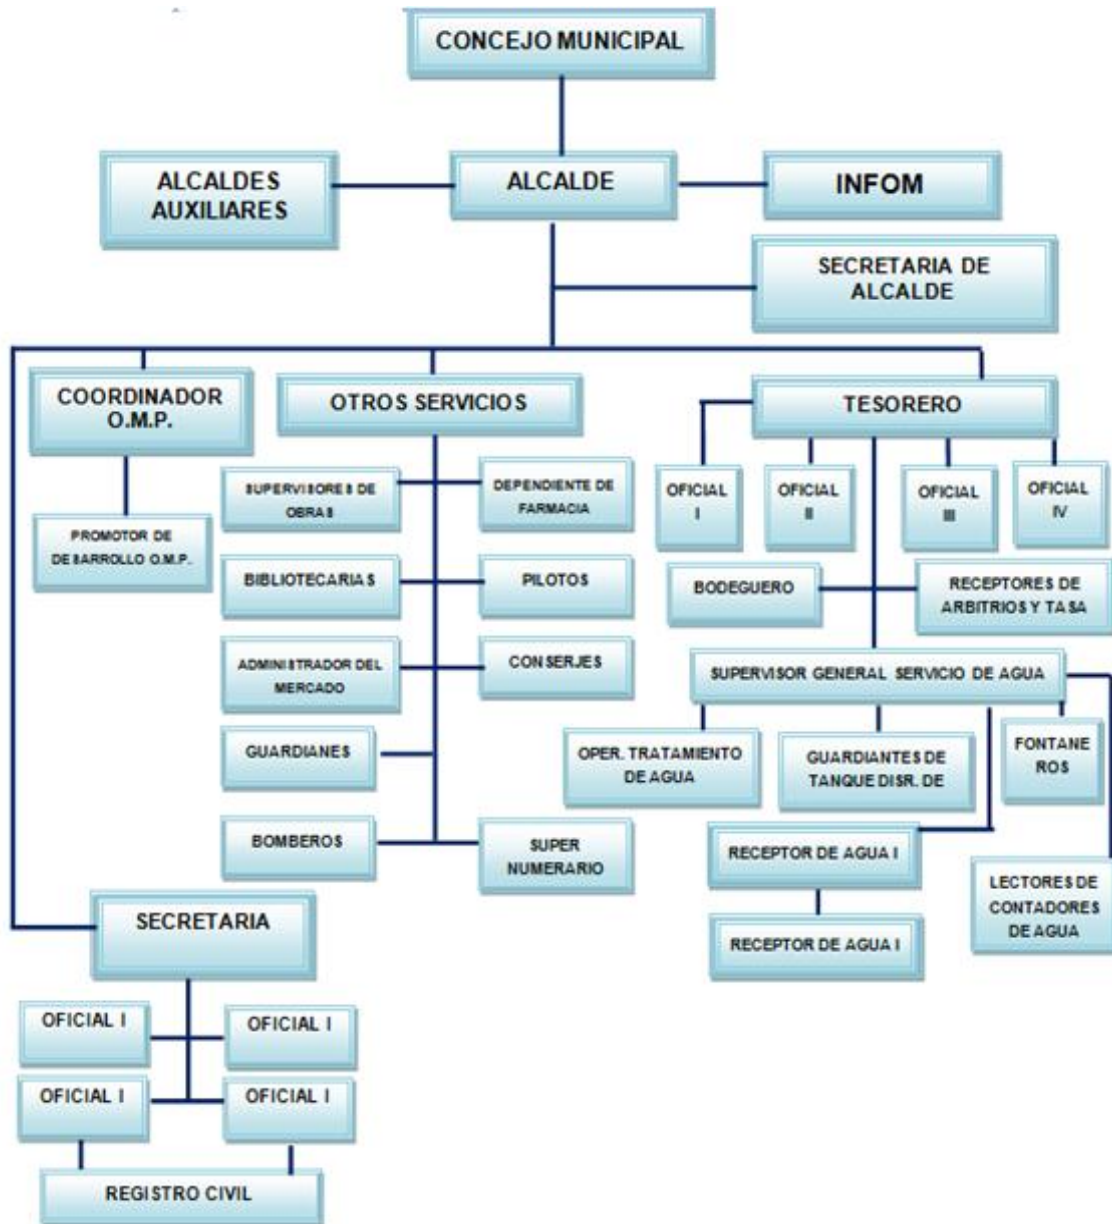 CONCEJO MUNICIPAL
ALCALDES
AUXILIARES
ALCALDE
INFOM
SECRETARIA DE
ALCALDE
COORDINADOR
O.M.P.
OTROS SERVICIOS
TESORERO
PROMOTOR DE
DESARROLLO O.M.P.
SUPERVISORES DE
OBRAS
DEPENDIENTE DE
FARMACIA
BIBLIOTECARIAS
PILOTOS
ADMINISTRADOR DEL
MERCADO
CONSERJES
GUARDIANES
BOMBEROS
SUPER
NUMERARIO
OFICIAL
I
OFICIAL
II
OFICIAL
III
OFICIAL
IV
BODEGUERO
RECEPTORES DE
ARBITRIOS Y TASA
SUPERVISOR GENERAL SERVICIO DE AGUA
OPER. TRATAMIENTO
DE AGUA
GUARDIANTES DE
TANQUE DISR. DE
FONTANE
ROS
RECEPTOR DE AGUA I
RECEPTOR DE AGUA I
LECTORES DE
CONTADORES
DE AGUA
SECRETARIA
OFICIAL I
OFICIAL I
OFICIAL I
OFICIAL I
REGISTRO CIVIL